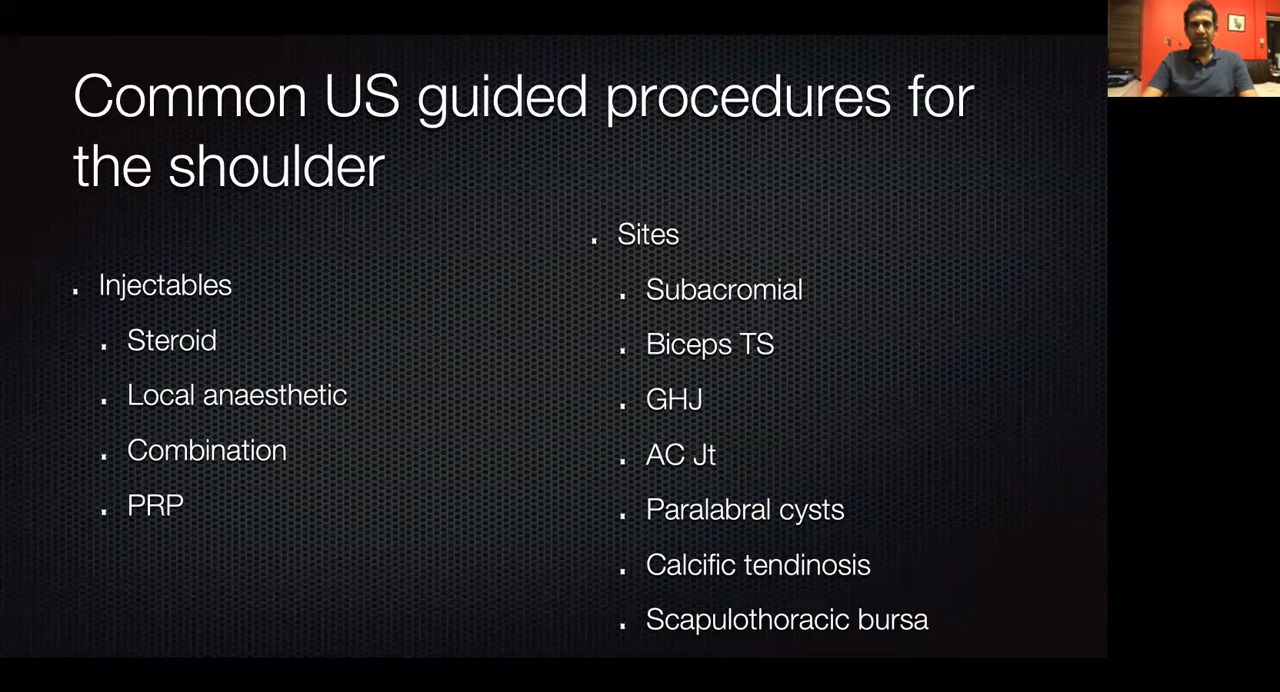 Common US guided procedures for
the shoulder
Injectables
Steroid
Local anaesthetic
Combination
PRP
Sites
Subacromial
Biceps TS
GHJ
AC Jt
Paralabral cysts
Calcific tendinosis
Scapulothoracic bursa